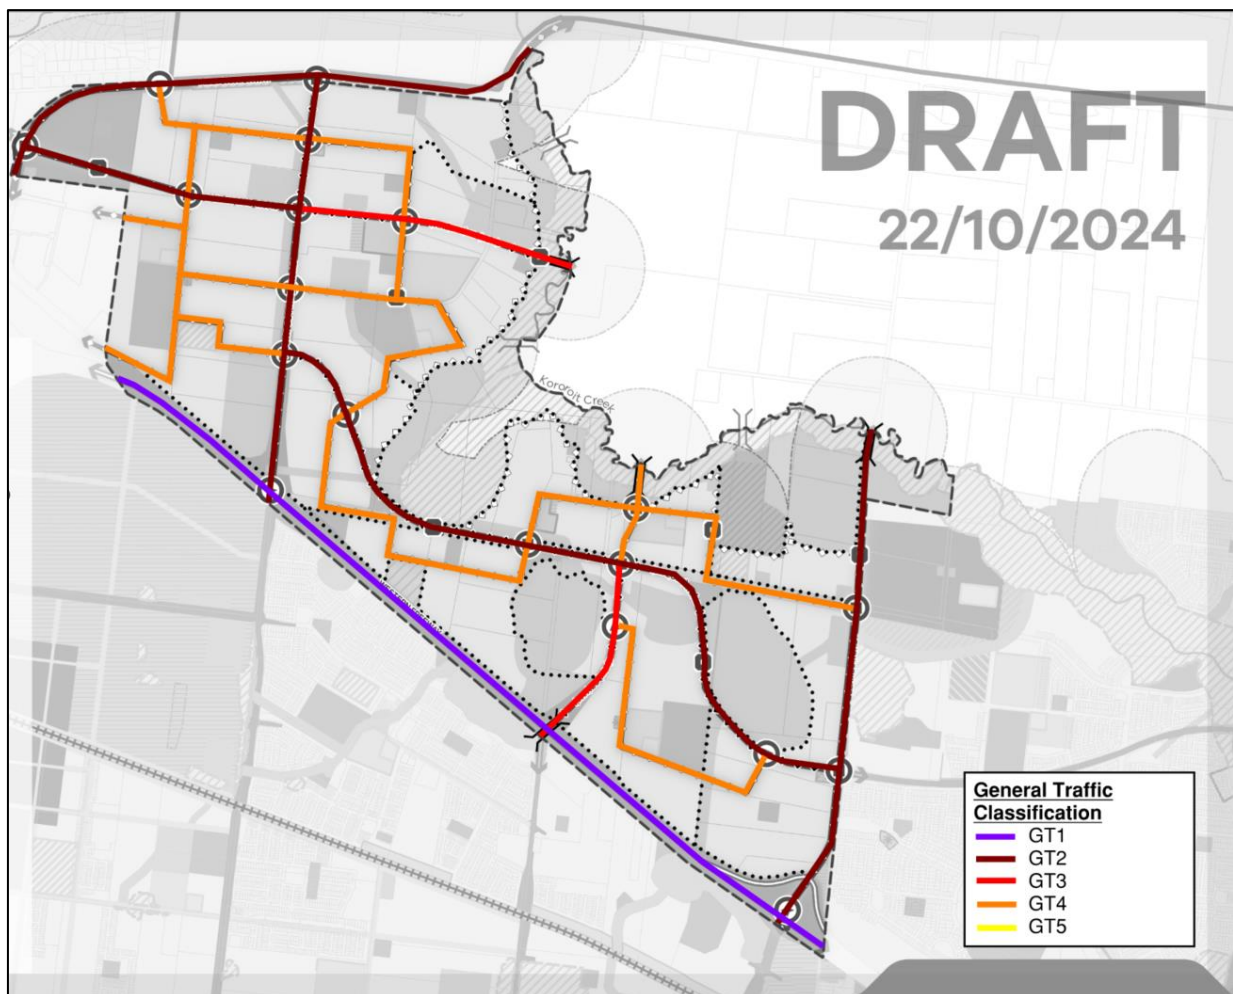 DRAFT
22/10/2024
Kororoit Creek
General Traffic
Classification
GT1
GT2
GT3
GT4
GT5